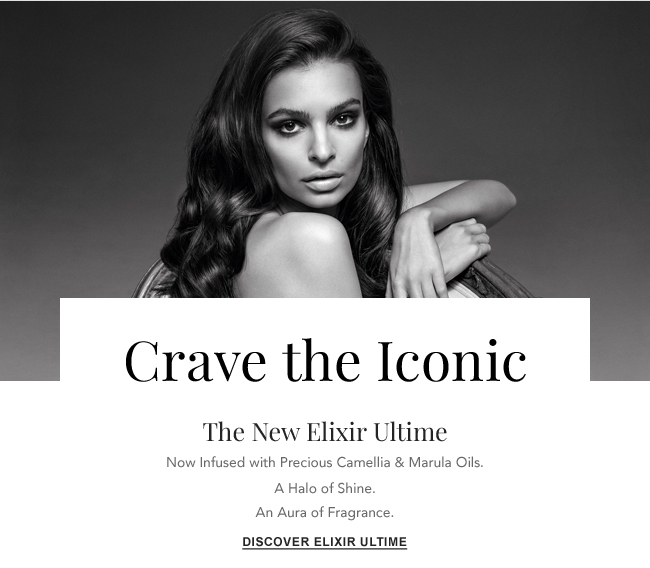 Crave the Iconic
The New Elixir Ultime
Now Infused with Precious Camellia & Marula Oils.
A Halo of Shine.
An Aura of Fragrance.
DISCOVER ELIXIR ULTIME